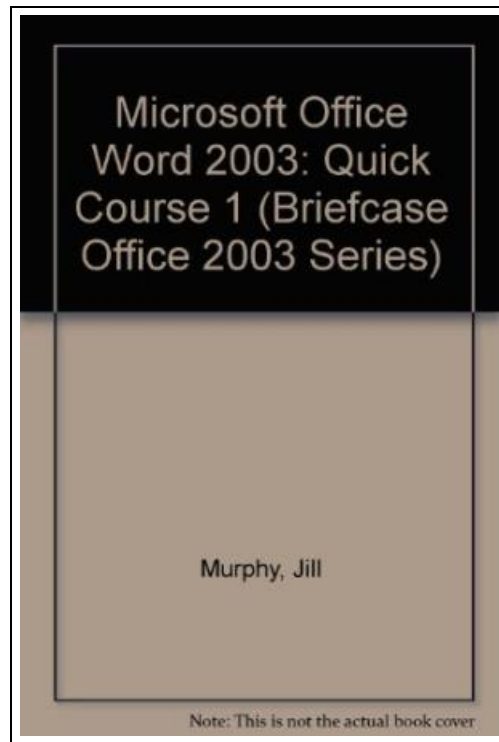 Microsoft Office
Word 2003: Quick
Course 1 (Briefcase
Office 2003 Series)
Murphy, Jill
Note: This is not the actual book cover